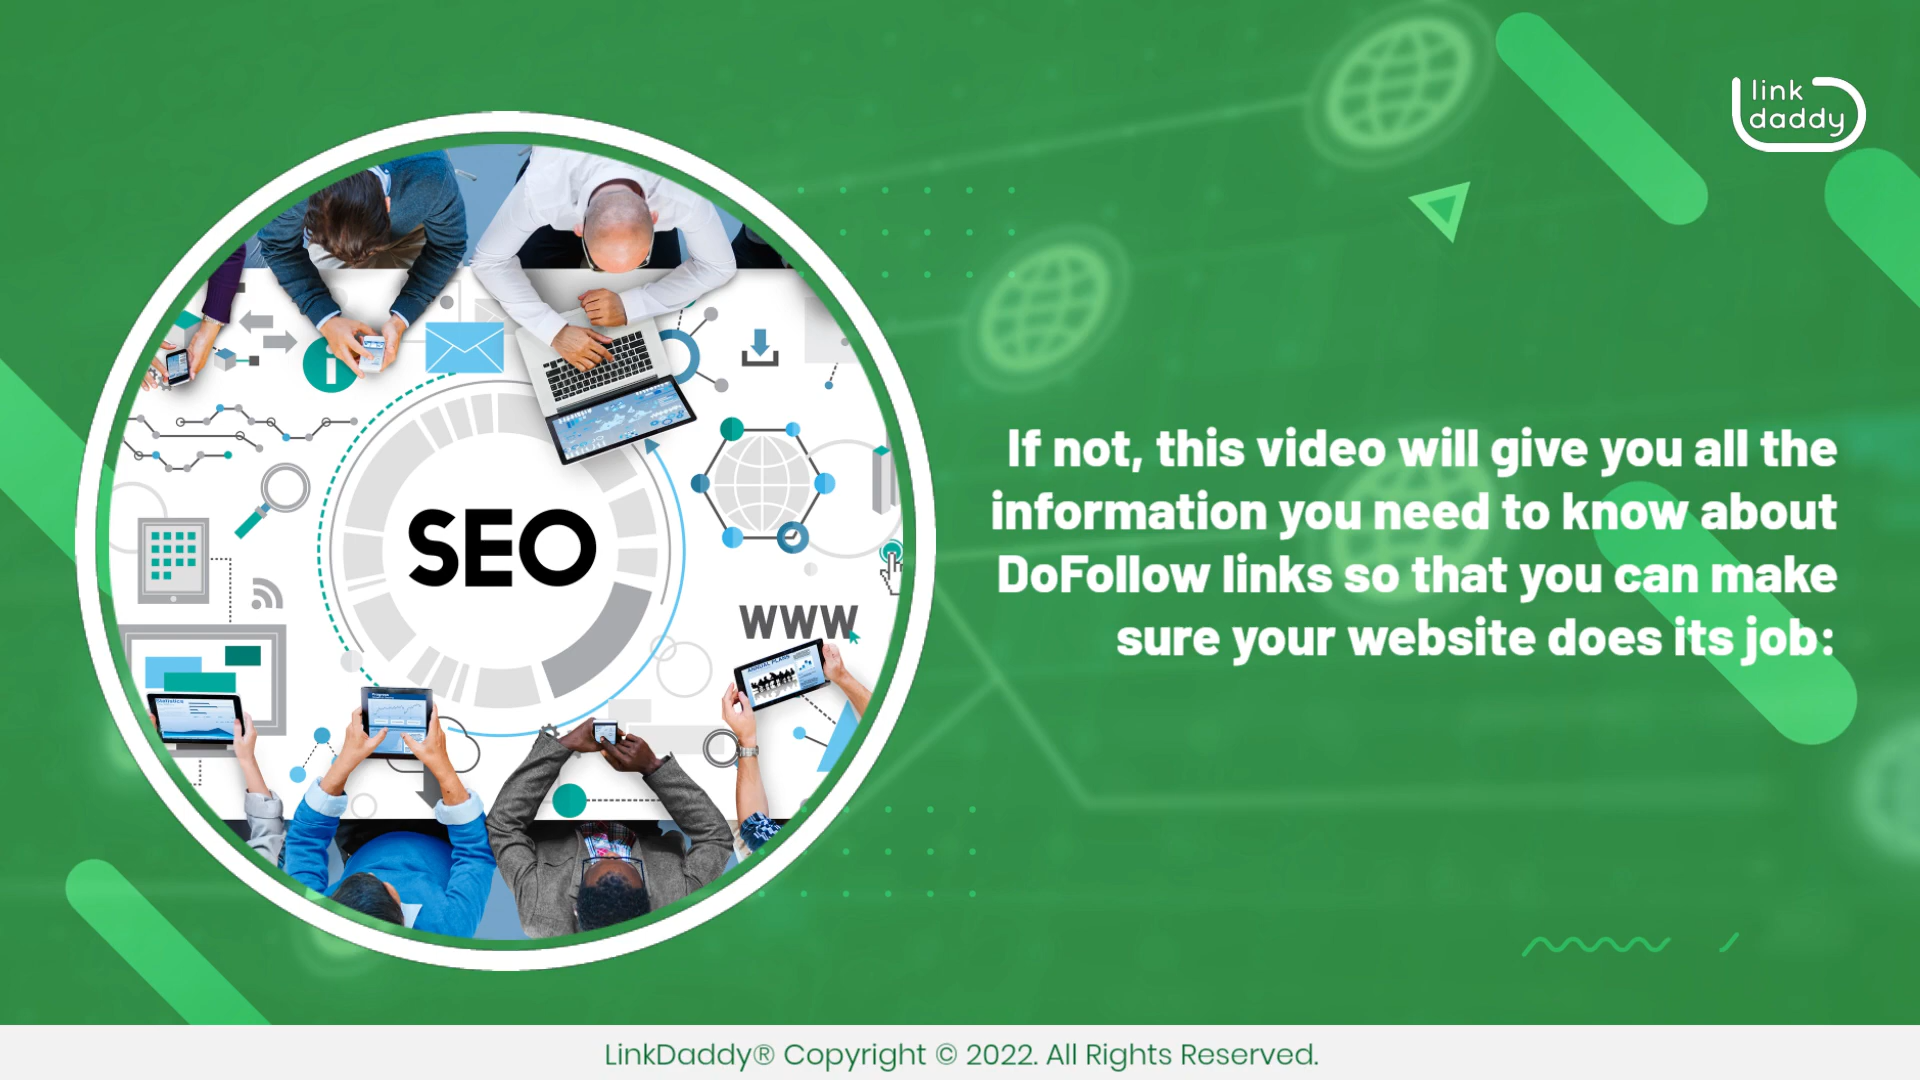 link
daddy
If not, this video will give you all the
information you need to know about
DoFollow links so that you can make
sure your website does its job:
SEO
WWW
LinkDaddy® Copyright © 2022. All Rights Reserved.